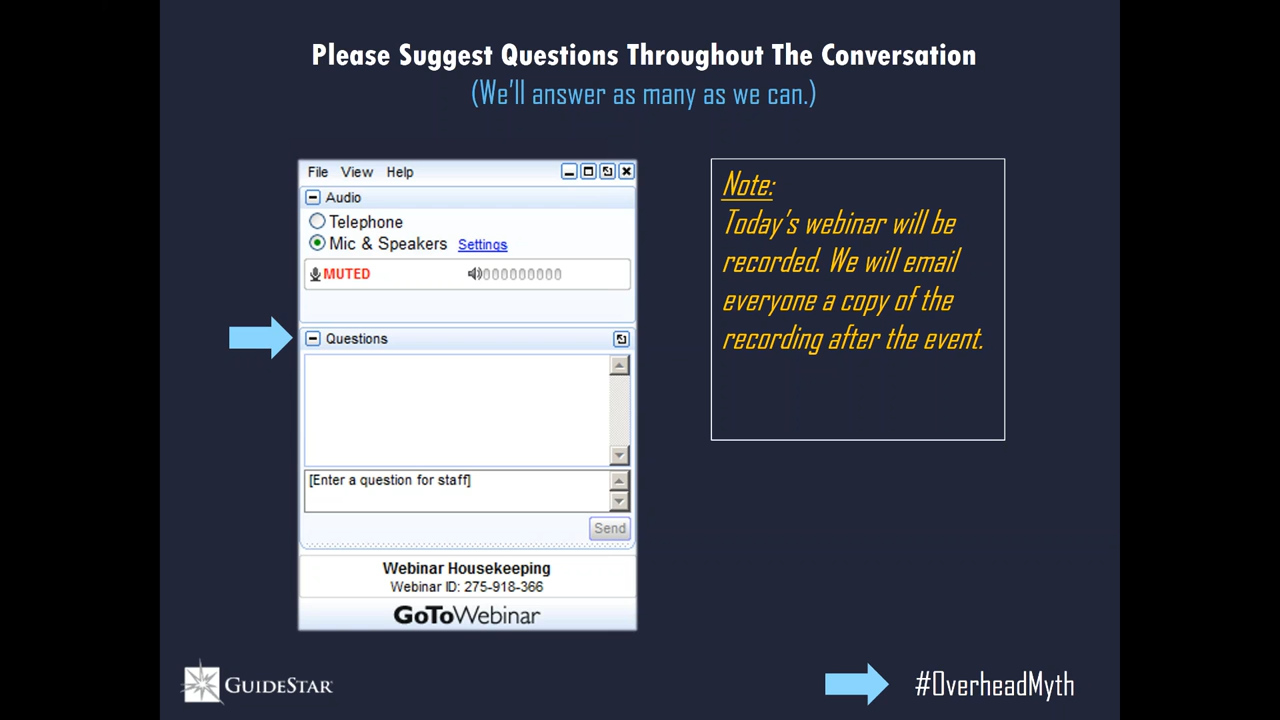 Please Suggest Questions Throughout The Conversation
(We'll answer as many as we can.)
File View Help
Audio
Telephone
Mic & Speakers Settings
MUTED
Questions
[Enter a question for staff]
Send
Webinar Housekeeping
Webinar ID: 275-918-366
GoToWebinar
Note:
Today's webinar will be
recorded. We will email
everyone a copy of the
recording after the event.
GUIDESTAR
#OverheadMyth